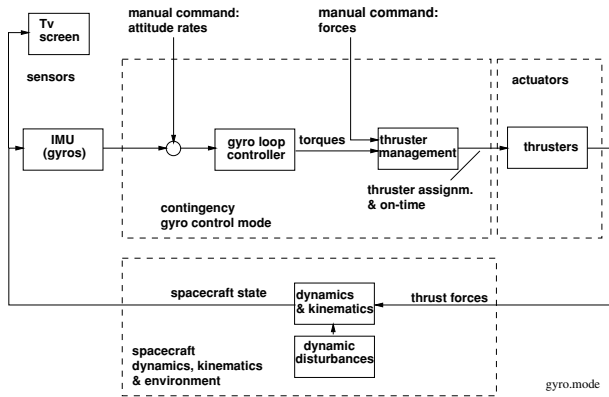 Tv
screen
sensors
manual command:
attitude rates
manual command:
forces
actuators
IMU
(gyros)
gyro loop
controller
torques
thruster
management
thrusters
thruster assignm.
& on-time
contingency
gyro control mode
spacecraft state
dynamics
& kinematics
thrust forces
dynamic
disturbances
spacecraft
dynamics, kinematics
& environment
gyro.mode